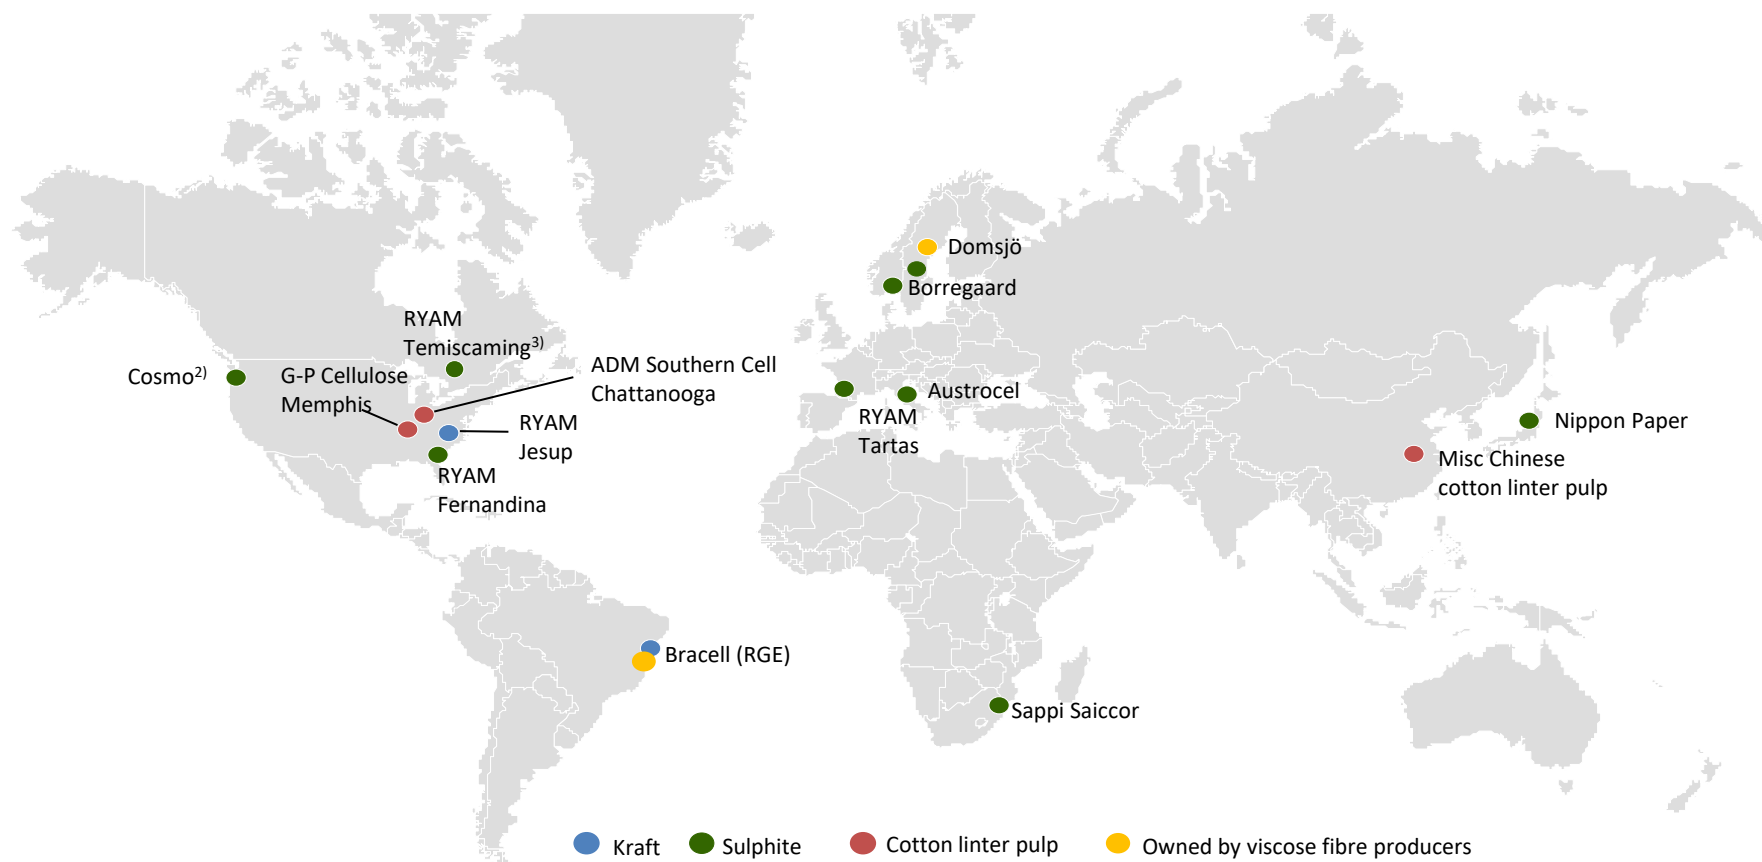 Domsjö
Borregaard
RYAM
Temiscaming3)
ADM Southern Cell
Chattanooga
Cosmo2)
G-P Cellulose
Memphis
RYAM
Jesup
RYAM
Fernandina
Austrocel
RYAM
Tartas
Nippon Paper
Misc Chinese
cotton linter pulp
Bracell (RGE)
Sappi Saiccor
Kraft
Sulphite
Cotton linter pulp
Owned by viscose fibre producers